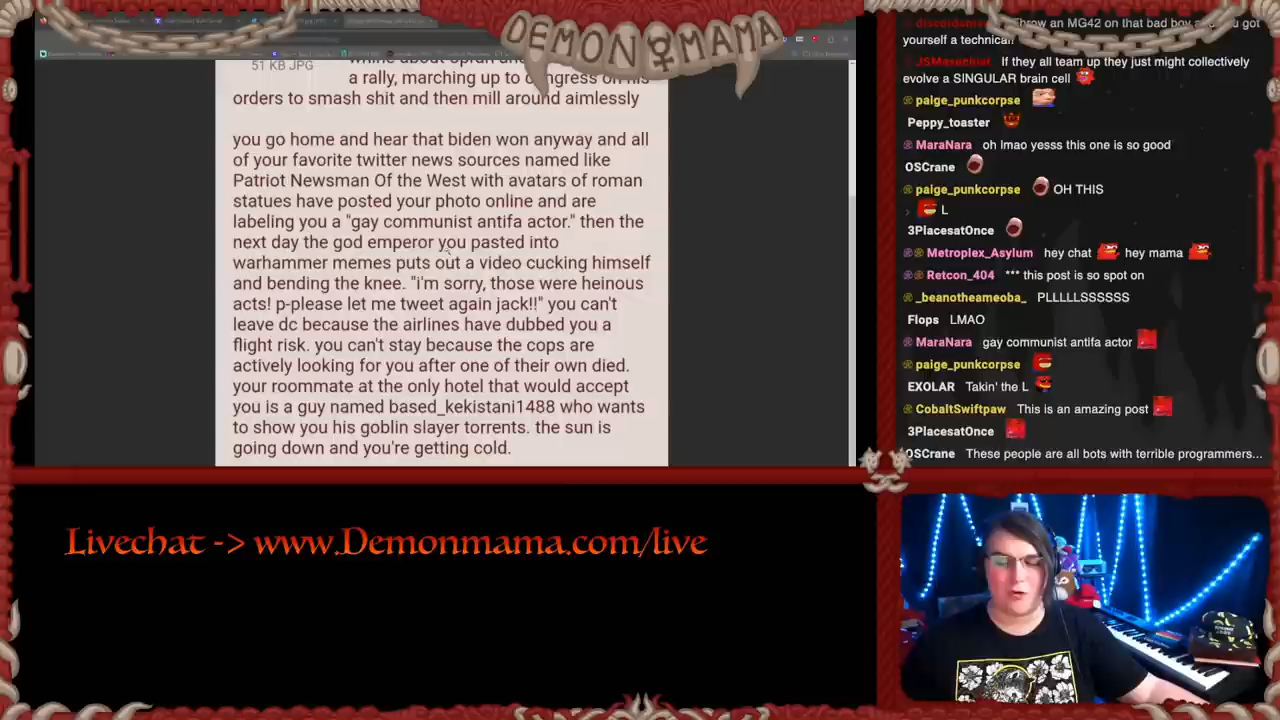 DEMON MAMA
51 KB JPG
a rally, marching up to congress on his
orders to smash shit and then mill around aimlessly
you go home and hear that biden won anyway and all
of your favorite twitter news sources named like
Patriot Newsman Of the West with avatars of roman
statues have posted your photo online and are
labeling you a "gay communist antifa actor." then the
next day the god emperor you pasted into
warhammer memes puts out a video cucking himself
and bending the knee. "i'm sorry, those were heinous
acts! p-please let me tweet again jack!!" you can't
leave dc because the airlines have dubbed you a
flight risk. you can't stay because the cops are
actively looking for you after one of their own died.
your roommate at the only hotel that would accept
you is a guy named based_kekistani1488 who wants
to show you his goblin slayer torrents. the sun is
going down and you're getting cold.
Livechat -> www.Demonmama.com/live
Throw an MG42 on that bad boy and you got
yourself a technical
JSMasochist If they all team up they just might collectively
evolve a SINGULAR brain cell
paige_punkcorpse
Peppy_toaster
MaraNara oh lmao yesss this one is so good
OSCrane
paige_punkcorpse OH THIS
L
3PlacesatOnce
Metroplex_Asylum hey chat hey mama
Retcon_404 *** this post is so spot on
_beanotheameoba_ PLLLLLSSSSSS
Flops LMAO
MaraNara gay communist antifa actor
paige_punkcorpse
EXOLAR Takin' the L
CobaltSwiftpaw This is an amazing post
3PlacesatOnce
OSCrane These people are all bots with terrible programmers...